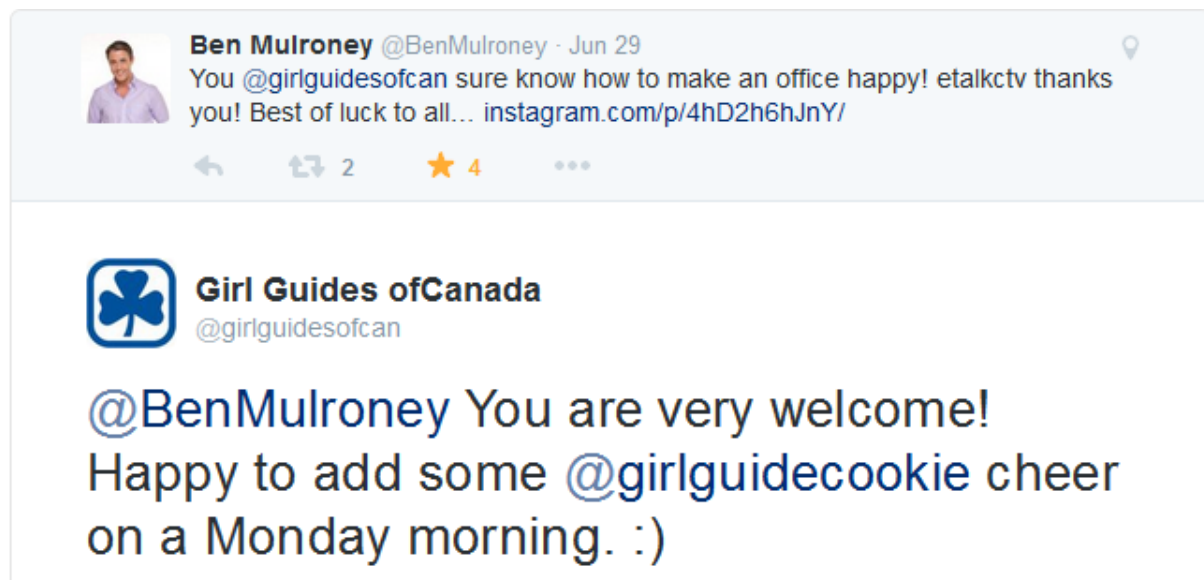 Ben Mulroney @BenMulroney · Jun 29
You @girlguidesofcan sure know how to make an office happy! etalkctv thanks
you! Best of luck to all... instagram.com/p/4hD2h6hJnY/
2 4
Girl Guides ofCanada
@girlguidesofcan
@BenMulroney You are very welcome!
Happy to add some @girlguidecookie cheer
on a Monday morning. :)